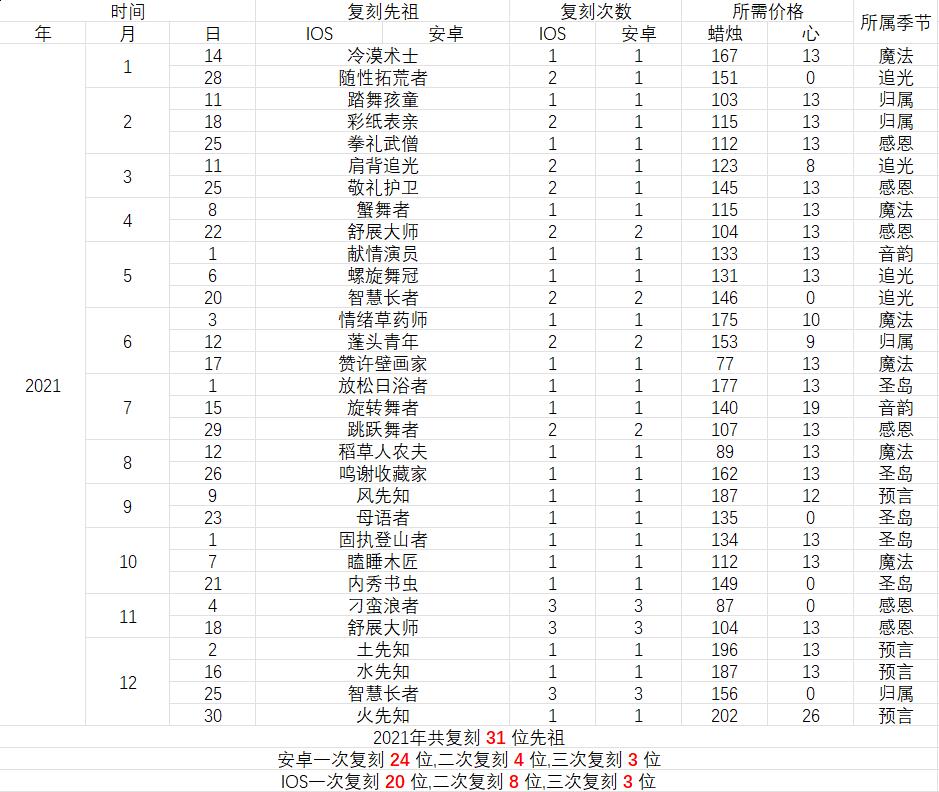 时间 复刻先祖 复刻次数 所需价格 所属季节
年 月 日 IOS 安卓 IOS 安卓 蜡烛 心
2021 1 14 冷漠术士 1 1 167 13 魔法
28 随性拓荒者 2 1 151 0 追光
2 11 踏舞孩童 1 1 103 13 归属
18 彩纸表亲 2 1 115 13 归属
25 拳礼武僧 1 1 112 13 感恩
3 11 肩背追光 2 1 123 8 追光
25 敬礼护卫 2 1 145 13 感恩
4 8 蟹舞者 1 1 115 13 魔法
22 舒展大师 2 2 104 13 感恩
5 1 献情演员 1 1 133 13 音韵
6 螺旋舞冠 1 1 131 13 追光
20 智慧长者 2 2 146 0 追光
6 3 情绪草药师 1 1 175 10 魔法
12 蓬头青年 2 2 153 9 归属
17 赞许壁画家 1 1 77 13 魔法
7 1 放松日浴者 1 1 177 13 圣岛
15 旋转舞者 1 1 140 19 音韵
29 跳跃舞者 2 2 107 13 感恩
8 12 稻草人农夫 1 1 89 13 魔法
26 鸣谢收藏家 1 1 162 13 圣岛
9 9 风先知 1 1 187 12 预言
23 母语者 1 1 135 0 圣岛
10 1 固执登山者 1 1 134 13 圣岛
7 瞌睡木匠 1 1 112 13 魔法
21 内秀书虫 1 1 149 0 圣岛
11 4 刁蛮浪者 3 3 87 0 感恩
18 舒展大师 3 3 104 13 感恩
12 2 土先知 1 1 196 13 预言
16 水先知 1 1 187 13 预言
25 智慧长者 3 3 156 0 归属
30 火先知 1 1 202 26 预言
2021年共复刻 31 位先祖
安卓一次复刻 24 位,二次复刻 4 位,三次复刻 3 位
IOS一次复刻 20 位,二次复刻 8 位,三次复刻 3 位